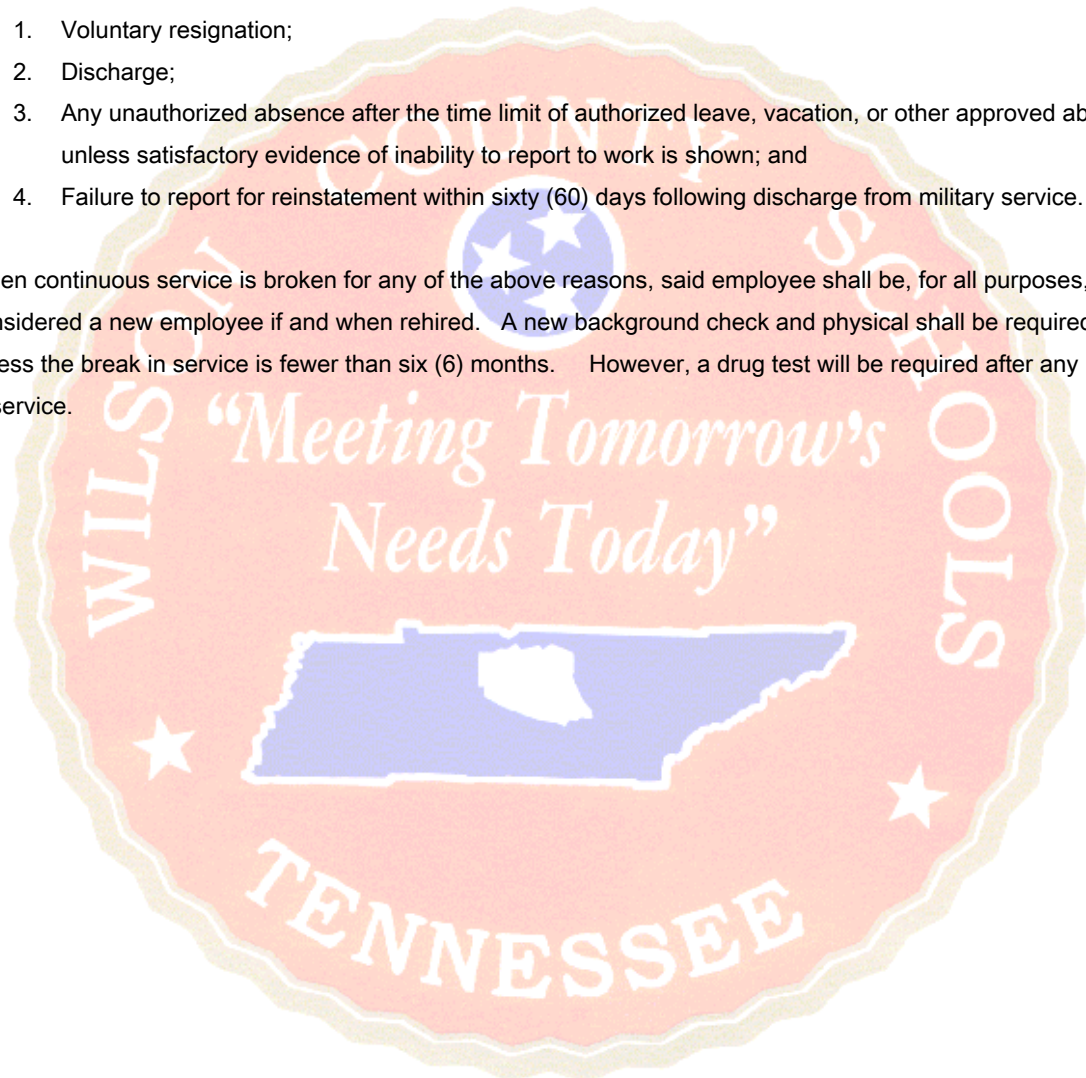 1. Voluntary resignation;
2. Discharge;
3. Any unauthorized absence after the time limit of authorized leave, vacation, or other approved ab
unless satisfactory evidence of inability to report to work is shown; and
4. Failure to report for reinstatement within sixty (60) days following discharge from military service.
en continuous service is broken for any of the above reasons, said employee shall be, for all purposes,
nsidered a new employee if and when rehired. A new background check and physical shall be required
ess the break in service is fewer than six (6) months. However, a drug test will be required after any
service.
WILSON COUNTY SCHOOLS
“Meeting Tomorrow's
Needs Today”
TENNESSEE